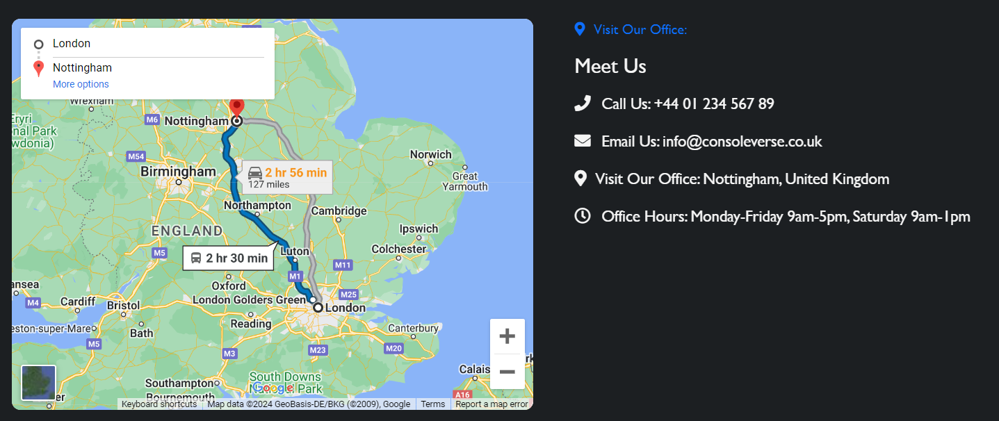 London
Nottingham
More options
Wrexham
Eryri
nal Park
wdonia)
M6
Nottingham
M54
Norwich
Birmingham
2 hr 56 min
127 miles
Great
Yarmouth
Northampton
Cambridge
ENGLAND
Ipswich
M5
2 hr 30 min
Luton
Colchester
M11
M1
ansea
Oxford
M25
M4
Cardiff
Bristol
London Golders Green
London
Reading
eston-super-Mare
Bath
Canterbury
M5
M3
M23
M20
Calais
Southampton
South Downs
National Park
Google
Bournemouth
A16
Keyboard shortcuts
Map data ©2024 GeoBasis-DE/BKG (©2009), Google
Terms
Report a map error
Visit Our Office:
Meet Us
Call Us: +44 01 234 567 89
Email Us: info@consoleverse.co.uk
Visit Our Office: Nottingham, United Kingdom
Office Hours: Monday-Friday 9am-5pm, Saturday 9am-1pm